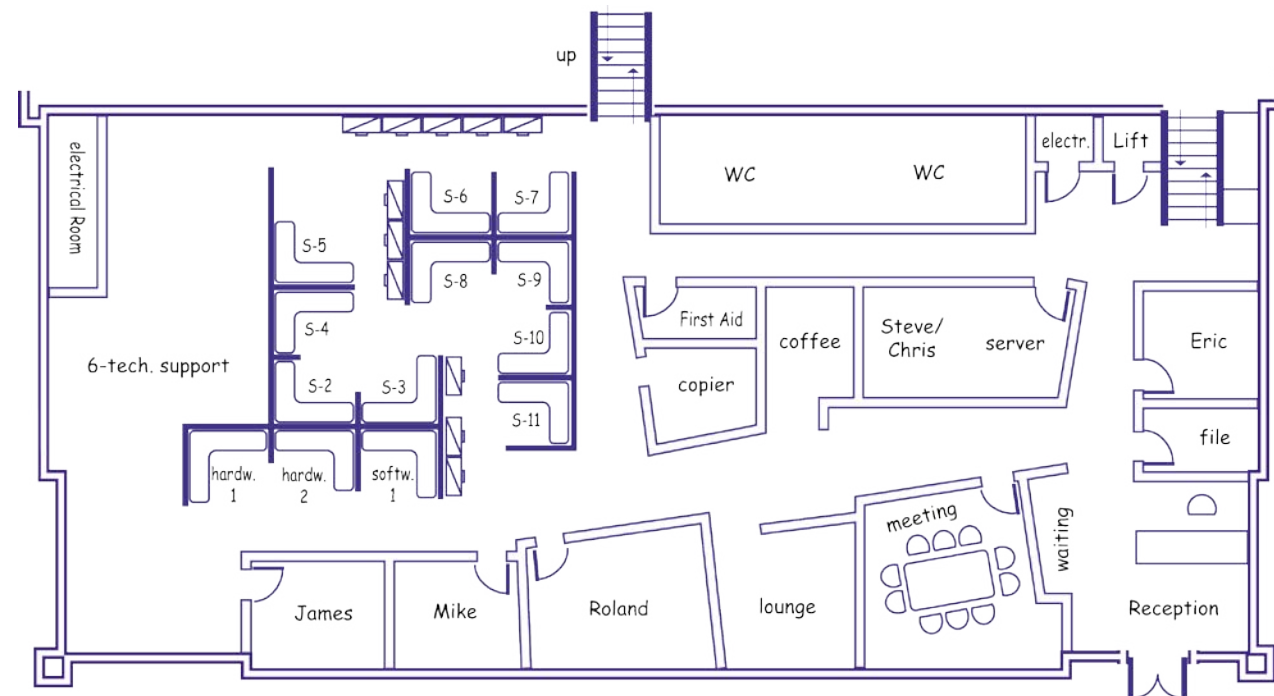 up
electrical Room
WC
WC
electr.
Lift
S-6
S-7
S-5
S-8
S-9
S-4
S-10
S-2
S-3
S-11
6-tech. support
hardw.
1
hardw.
2
softw.
1
First Aid
copier
coffee
Steve/
Chris
server
Eric
file
meeting
waiting
James
Mike
Roland
lounge
Reception